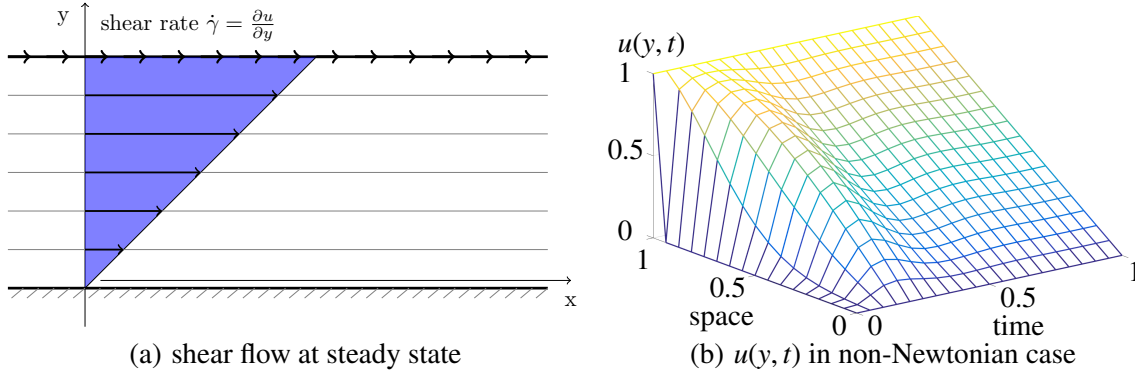 y
shear rate γ̇ = ∂u/∂y
x
(a) shear flow at steady state
u(y, t)
1
0.5
0
1
0.5
space
0
0
0.5
time
1
(b) u(y, t) in non-Newtonian case